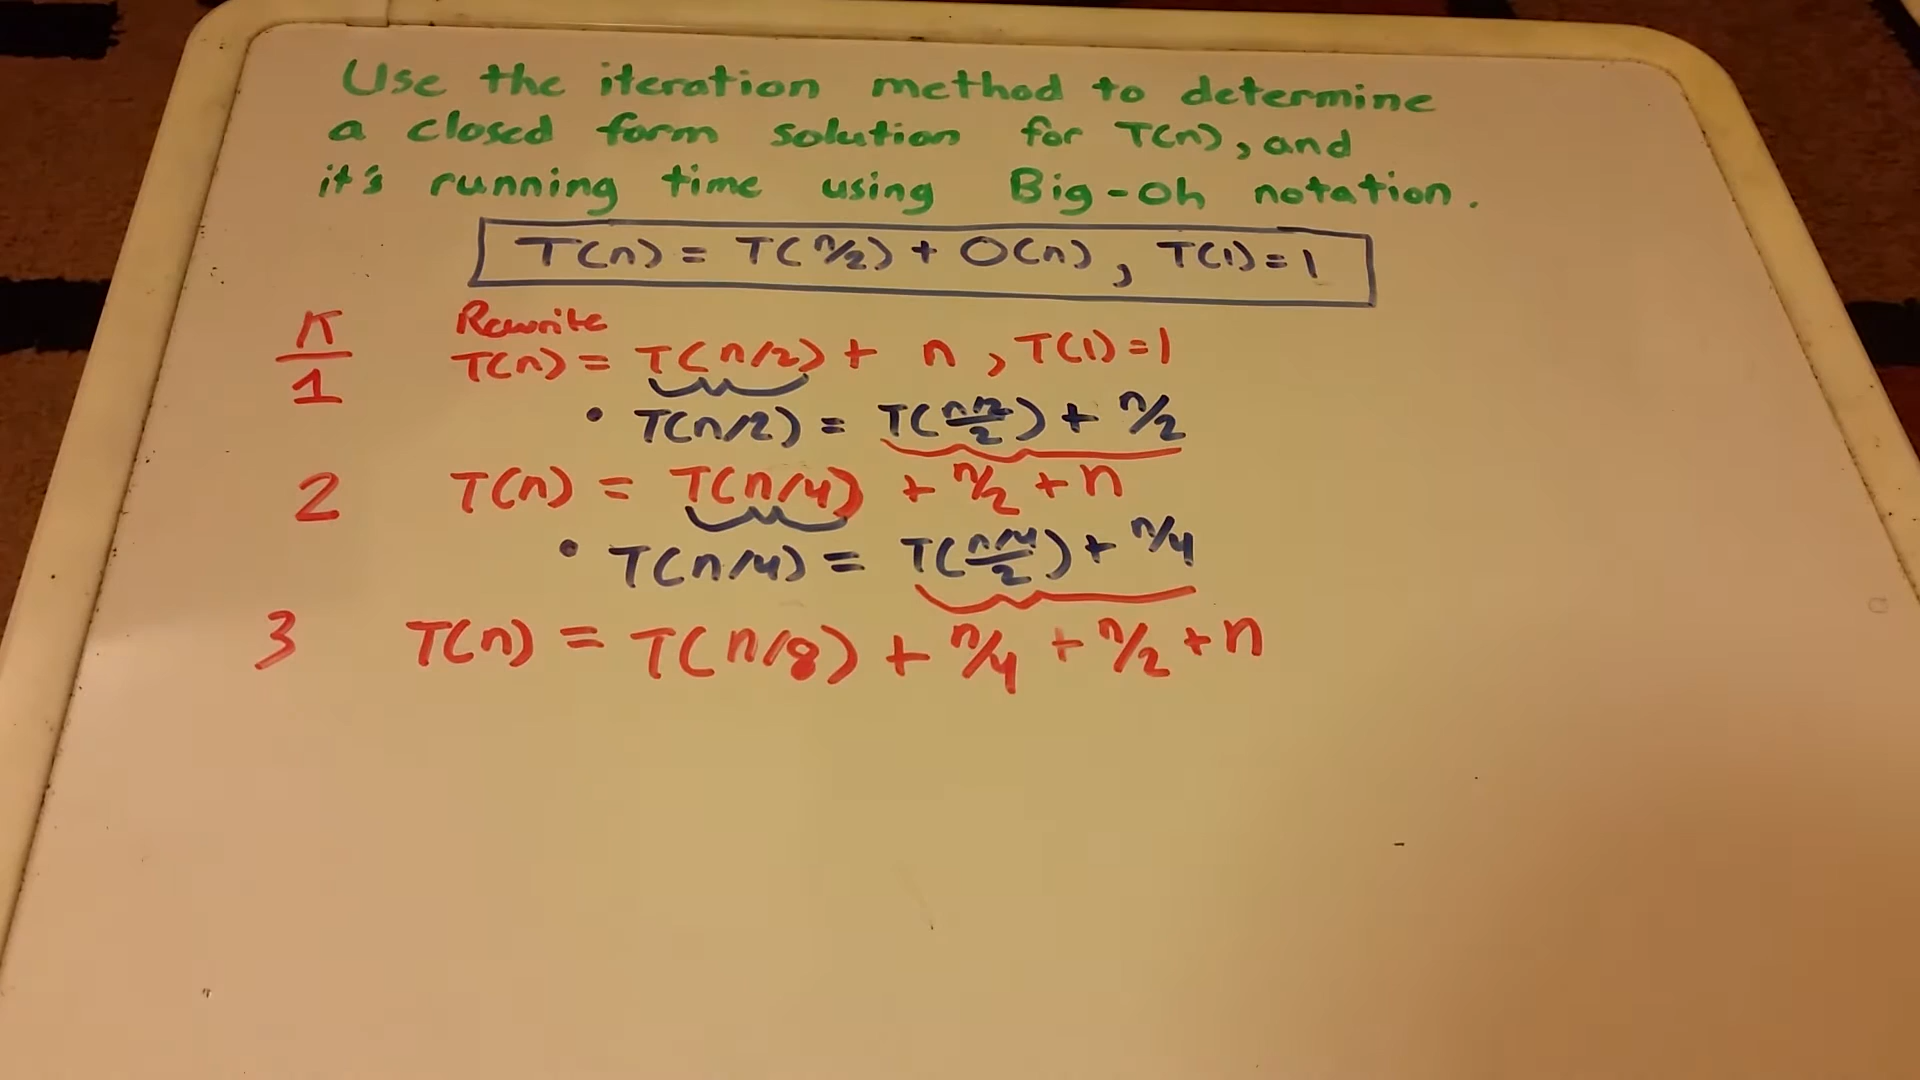 Use the iteration method to determine
a closed form solution for T(n), and
it's running time using Big-Oh notation.
T(n) = T(n/2) + O(n), T(1)=1
K Rewrite
1 T(n) = T(n/2) + n, T(1)=1
• T(n/2) = T(n/2/2) + n/2
2 T(n) = T(n/4) + n/2 + n
• T(n/4) = T(n/4/2) + n/4
3 T(n) = T(n/8) + n/4 + n/2 + n